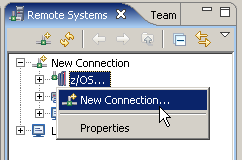 Remote Systems Team
New Connection
z/OS...
New Connection...
Properties
L